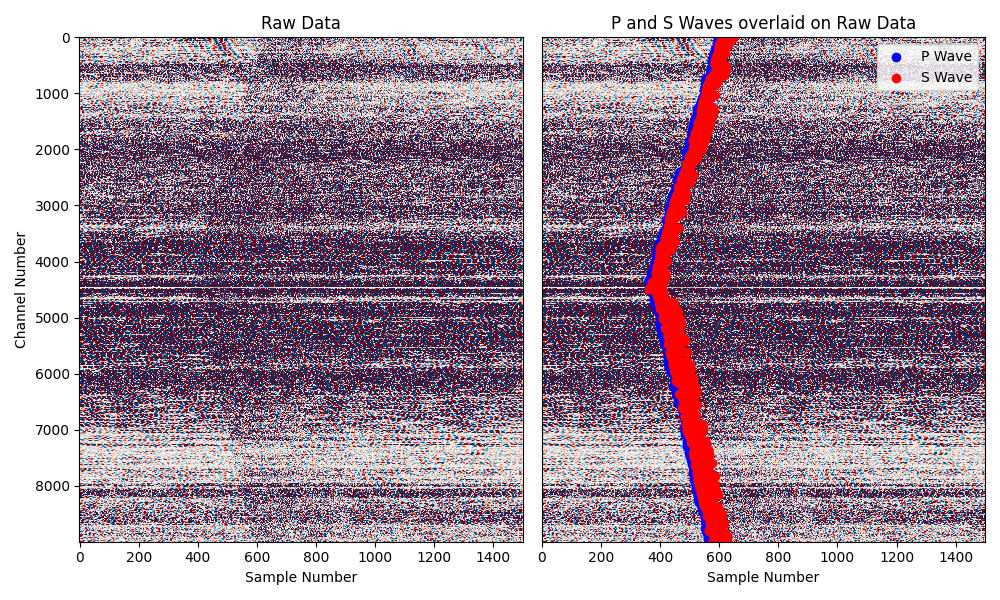 Raw Data
P and S Waves overlaid on Raw Data
P Wave
S Wave
Channel Number
0
1000
2000
3000
4000
5000
6000
7000
8000
0 200 400 600 800 1000 1200 1400
0 200 400 600 800 1000 1200 1400
Sample Number
Sample Number